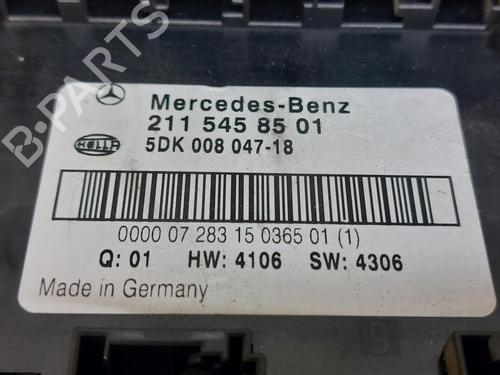 B-PARTS
Mercedes-Benz
211 545 85 01
HELLA 5DK 008 047-18
0000 07 283 15 0365 01 (1)
Q: 01 HW: 4106 SW: 4306
Made in Germany